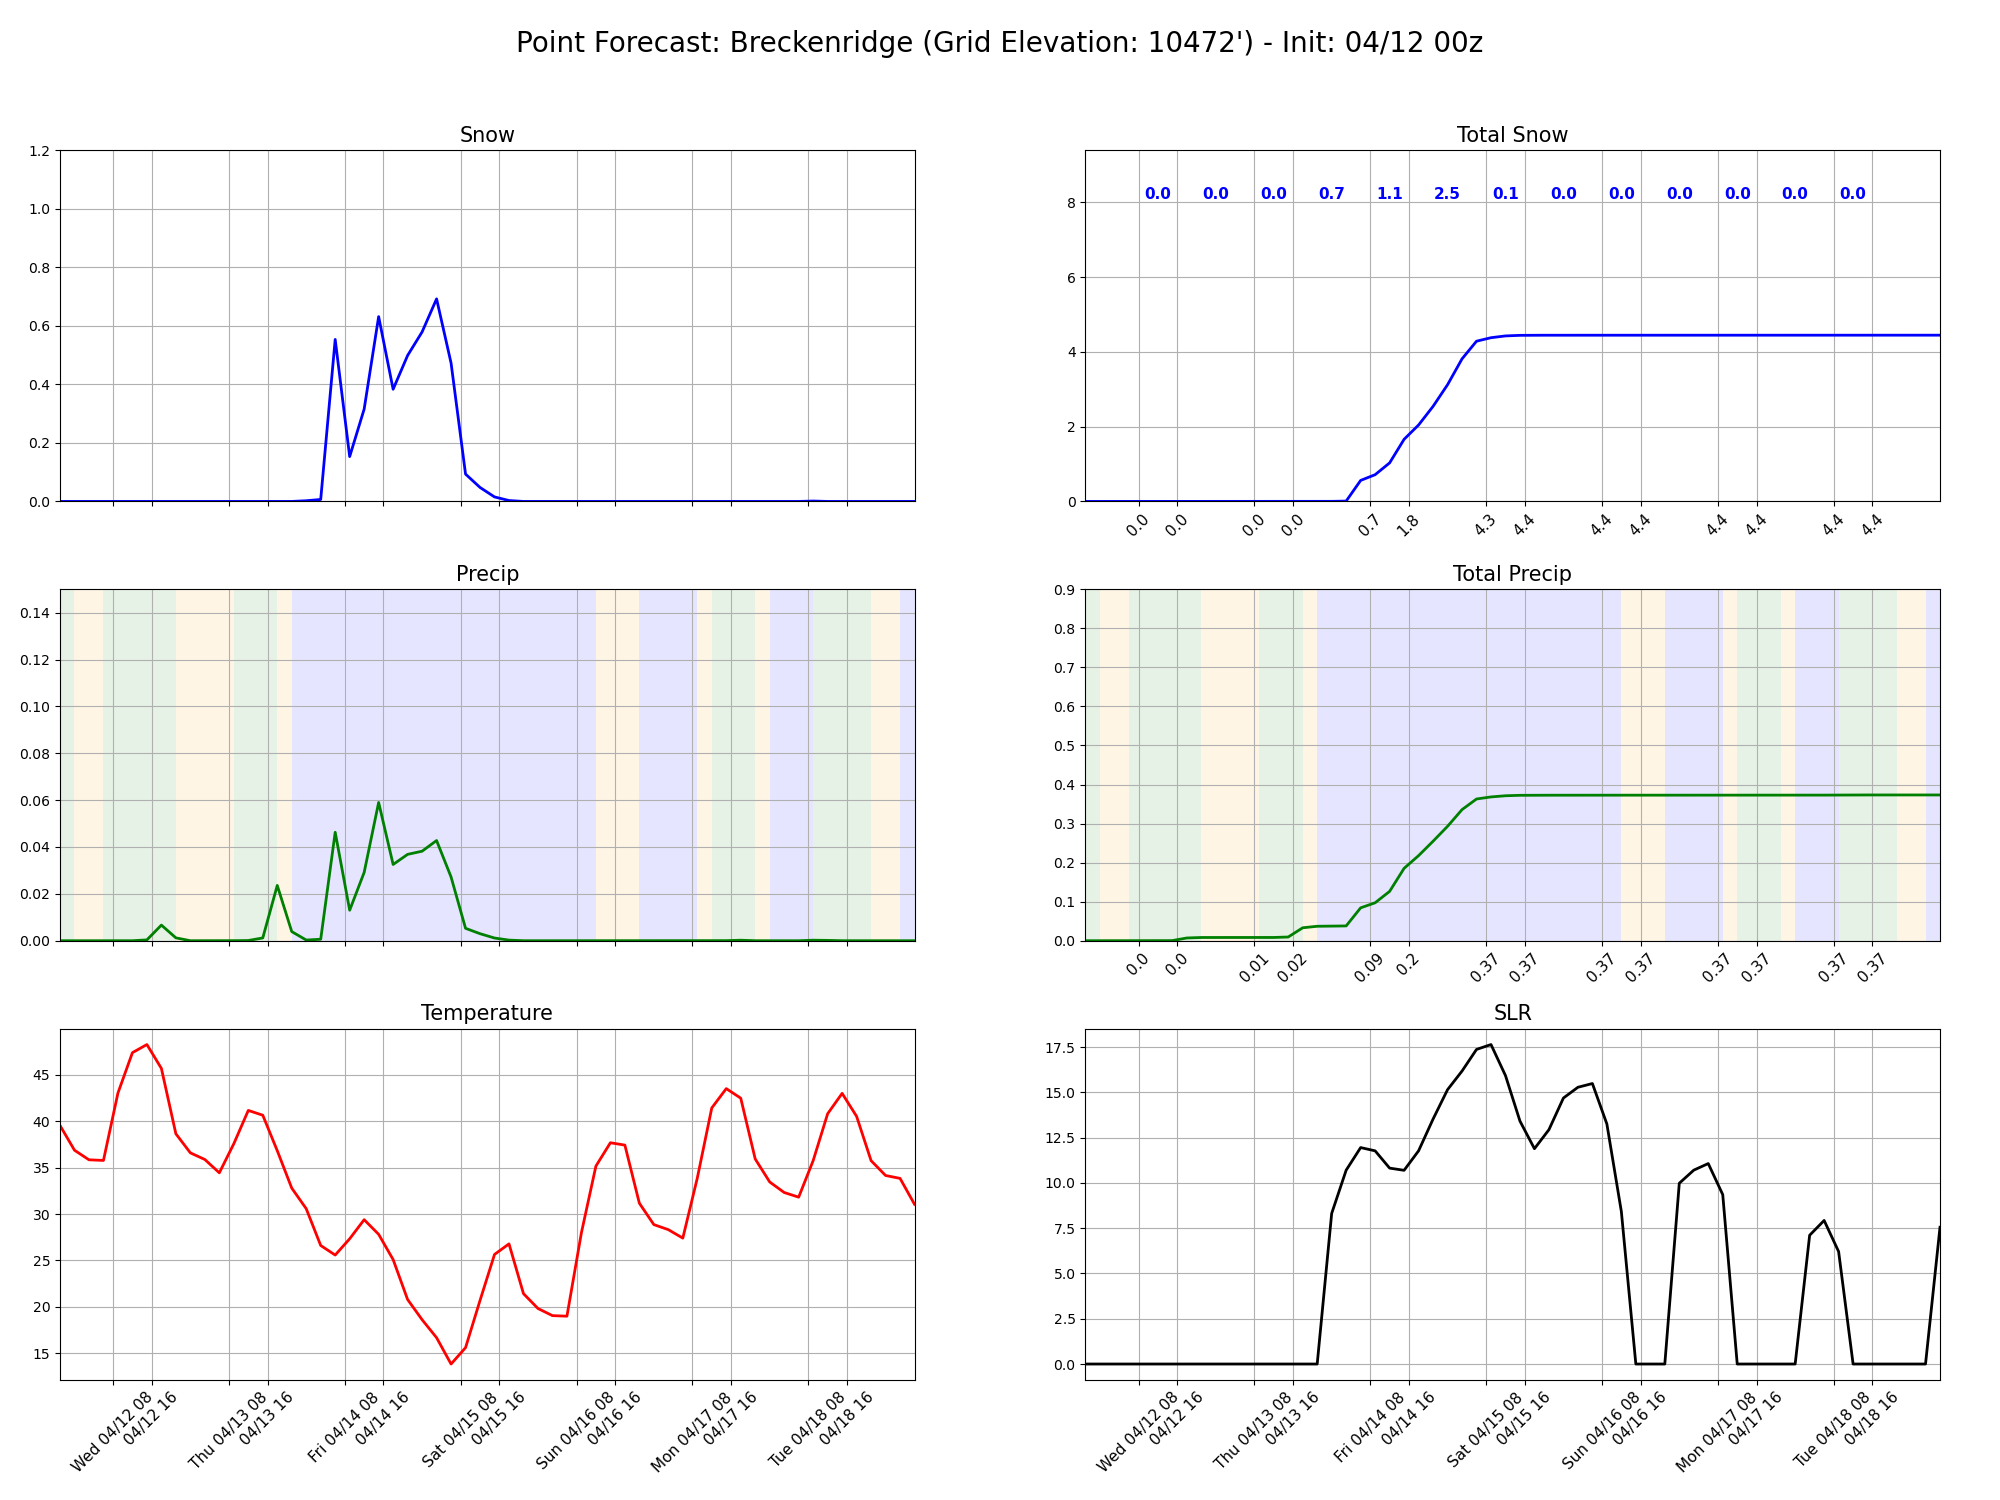 Point Forecast: Breckenridge (Grid Elevation: 10472') - Init: 04/12 00z
Snow
1.2
1.0
0.8
0.6
0.4
0.2
0.0
Total Snow
0.0 0.0 0.0 0.7 1.1 2.5 0.1 0.0 0.0 0.0 0.0 0.0 0.0
8
6
4
2
0
0.0 0.0 0.0 0.0 0.7 1.8 4.3 4.4 4.4 4.4 4.4 4.4 4.4 4.4
Precip
0.14
0.12
0.10
0.08
0.06
0.04
0.02
0.00
Total Precip
0.9
0.8
0.7
0.6
0.5
0.4
0.3
0.2
0.1
0.0
0.0 0.0 0.01 0.02 0.09 0.2 0.37 0.37 0.37 0.37 0.37 0.37 0.37 0.37
Temperature
45
40
35
30
25
20
15
Wed 04/12 08
04/12 16
Thu 04/13 08
04/13 16
Fri 04/14 08
04/14 16
Sat 04/15 08
04/15 16
Sun 04/16 08
04/16 16
Mon 04/17 08
04/17 16
Tue 04/18 08
04/18 16
SLR
17.5
15.0
12.5
10.0
7.5
5.0
2.5
0.0
Wed 04/12 08
04/12 16
Thu 04/13 08
04/13 16
Fri 04/14 08
04/14 16
Sat 04/15 08
04/15 16
Sun 04/16 08
04/16 16
Mon 04/17 08
04/17 16
Tue 04/18 08
04/18 16